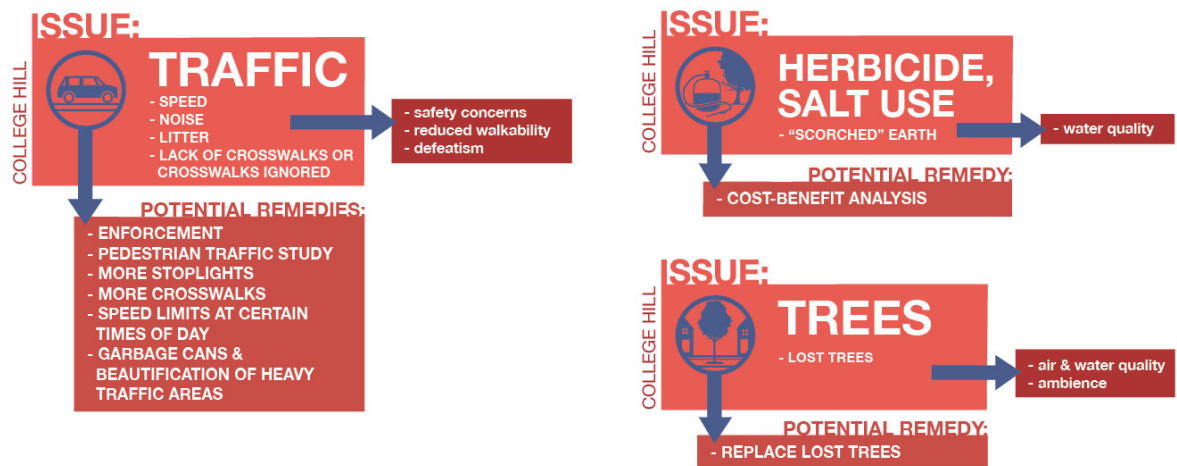 ISSUE:
COLLEGE HILL
TRAFFIC
- SPEED
- NOISE
- LITTER
- LACK OF CROSSWALKS OR
CROSSWALKS IGNORED
- safety concerns
- reduced walkability
- defeatism
POTENTIAL REMEDIES:
- ENFORCEMENT
- PEDESTRIAN TRAFFIC STUDY
- MORE STOPLIGHTS
- MORE CROSSWALKS
- SPEED LIMITS AT CERTAIN
TIMES OF DAY
- GARBAGE CANS &
BEAUTIFICATION OF HEAVY
TRAFFIC AREAS
ISSUE:
COLLEGE HILL
HERBICIDE,
SALT USE
- “SCORCHED” EARTH
- water quality
POTENTIAL REMEDY:
- COST-BENEFIT ANALYSIS
ISSUE:
COLLEGE HILL
TREES
- LOST TREES
- air & water quality
- ambience
POTENTIAL REMEDY:
- REPLACE LOST TREES